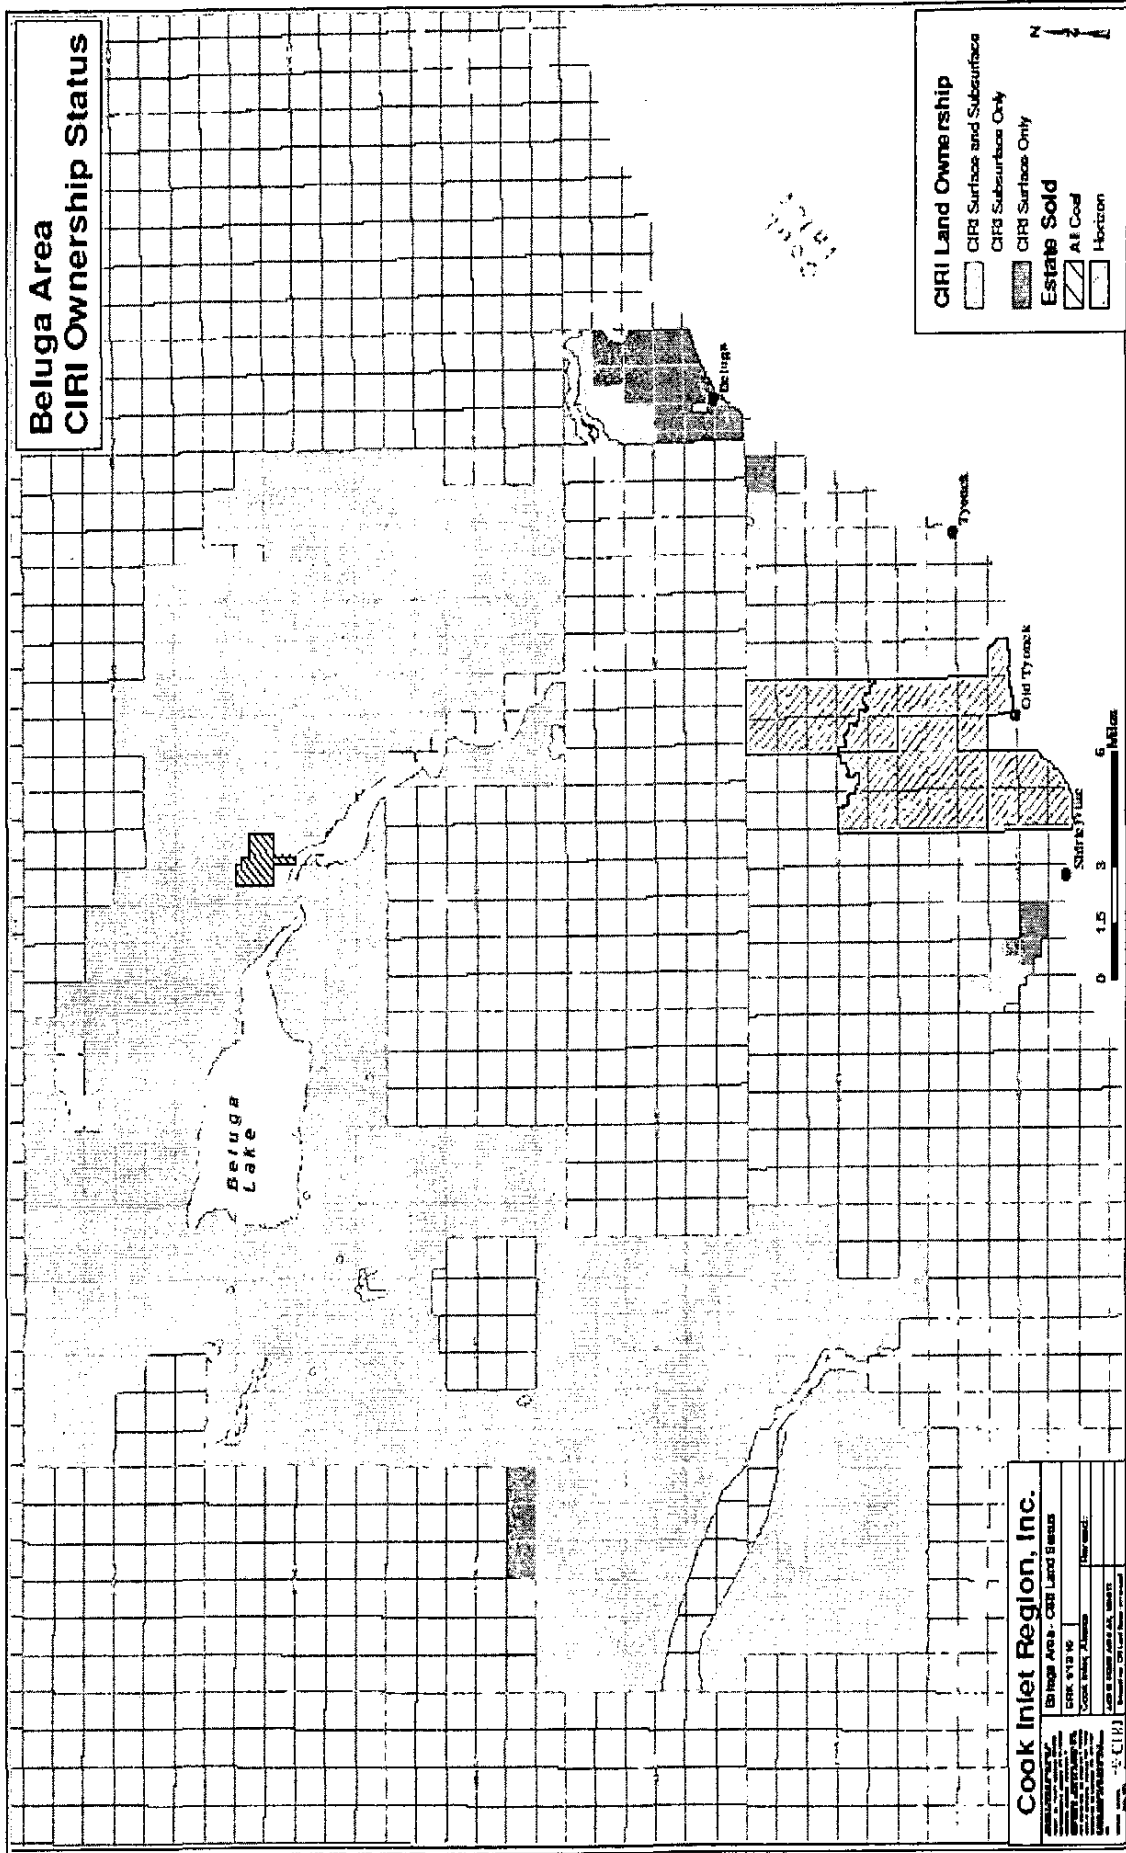 Beluga Area
CIRI Ownership Status
Beluga
Lake
Beluga
Tyonek
Old Tyonek
Shirleyville
CIRI Land Ownership
CIRI Surface and Subsurface
CIRI Subsurface Only
CIRI Surface Only
Estate Sold
All Coal
Horizon
N
0 1.5 3 6
Miles
Cook Inlet Region, Inc.
Beluga Area - CIRI Land Status
Cook Inlet, Alaska
Revised:
CIRI